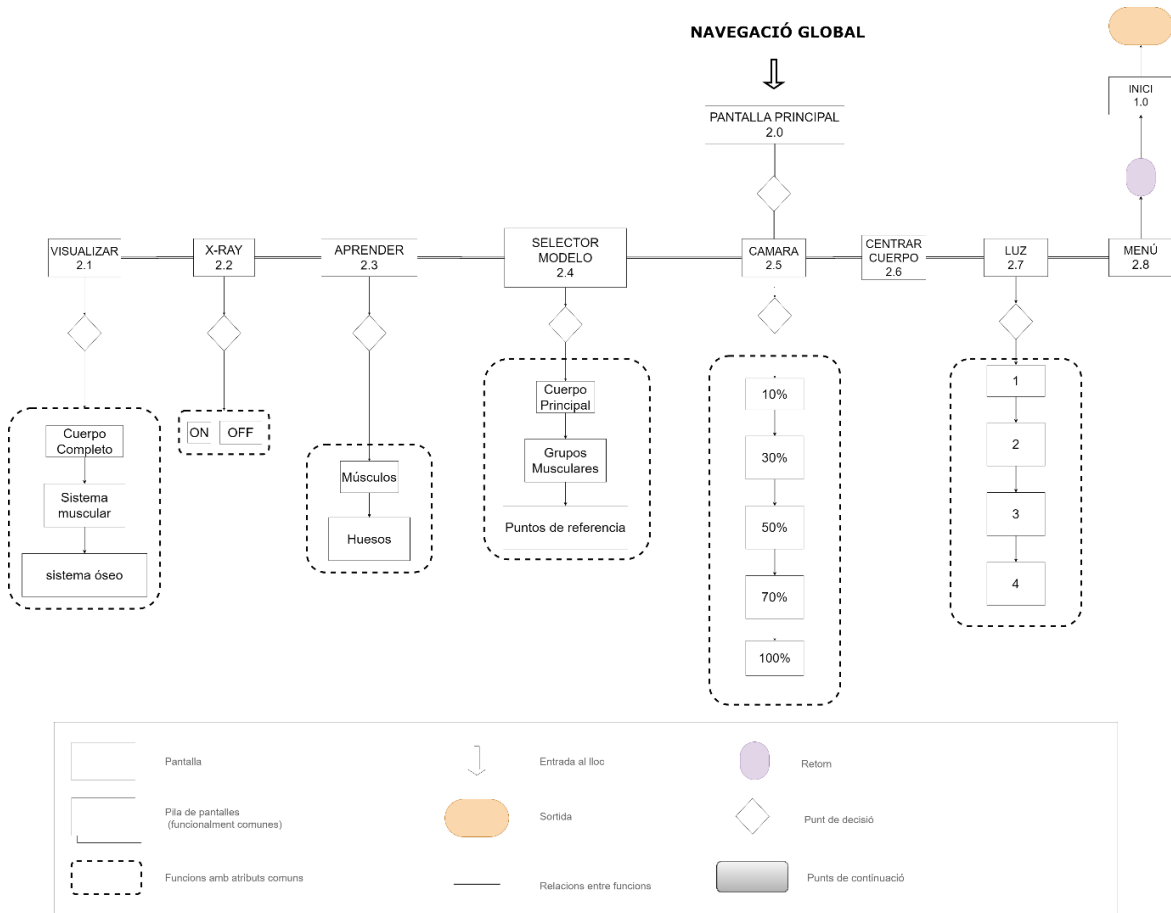 NAVEGACIÓ GLOBAL
INICI
1.0
PANTALLA PRINCIPAL
2.0
VISUALIZAR
2.1
X-RAY
2.2
APRENDER
2.3
SELECTOR
MODELO
2.4
CAMARA
2.5
CENTRAR
CUERPO
2.6
LUZ
2.7
MENÚ
2.8
Cuerpo
Completo
Sistema
muscular
sistema óseo
ON
OFF
Músculos
Huesos
Cuerpo
Principal
Grupos
Musculares
Puntos de referencia
10%
30%
50%
70%
100%
1
2
3
4
Pantalla
Entrada al lloc
Retorn
Pila de pantalles
(funcionalment comunes)
Sortida
Punt de decisió
Funcions amb atributs comuns
Relacions entre funcions
Punts de continuació